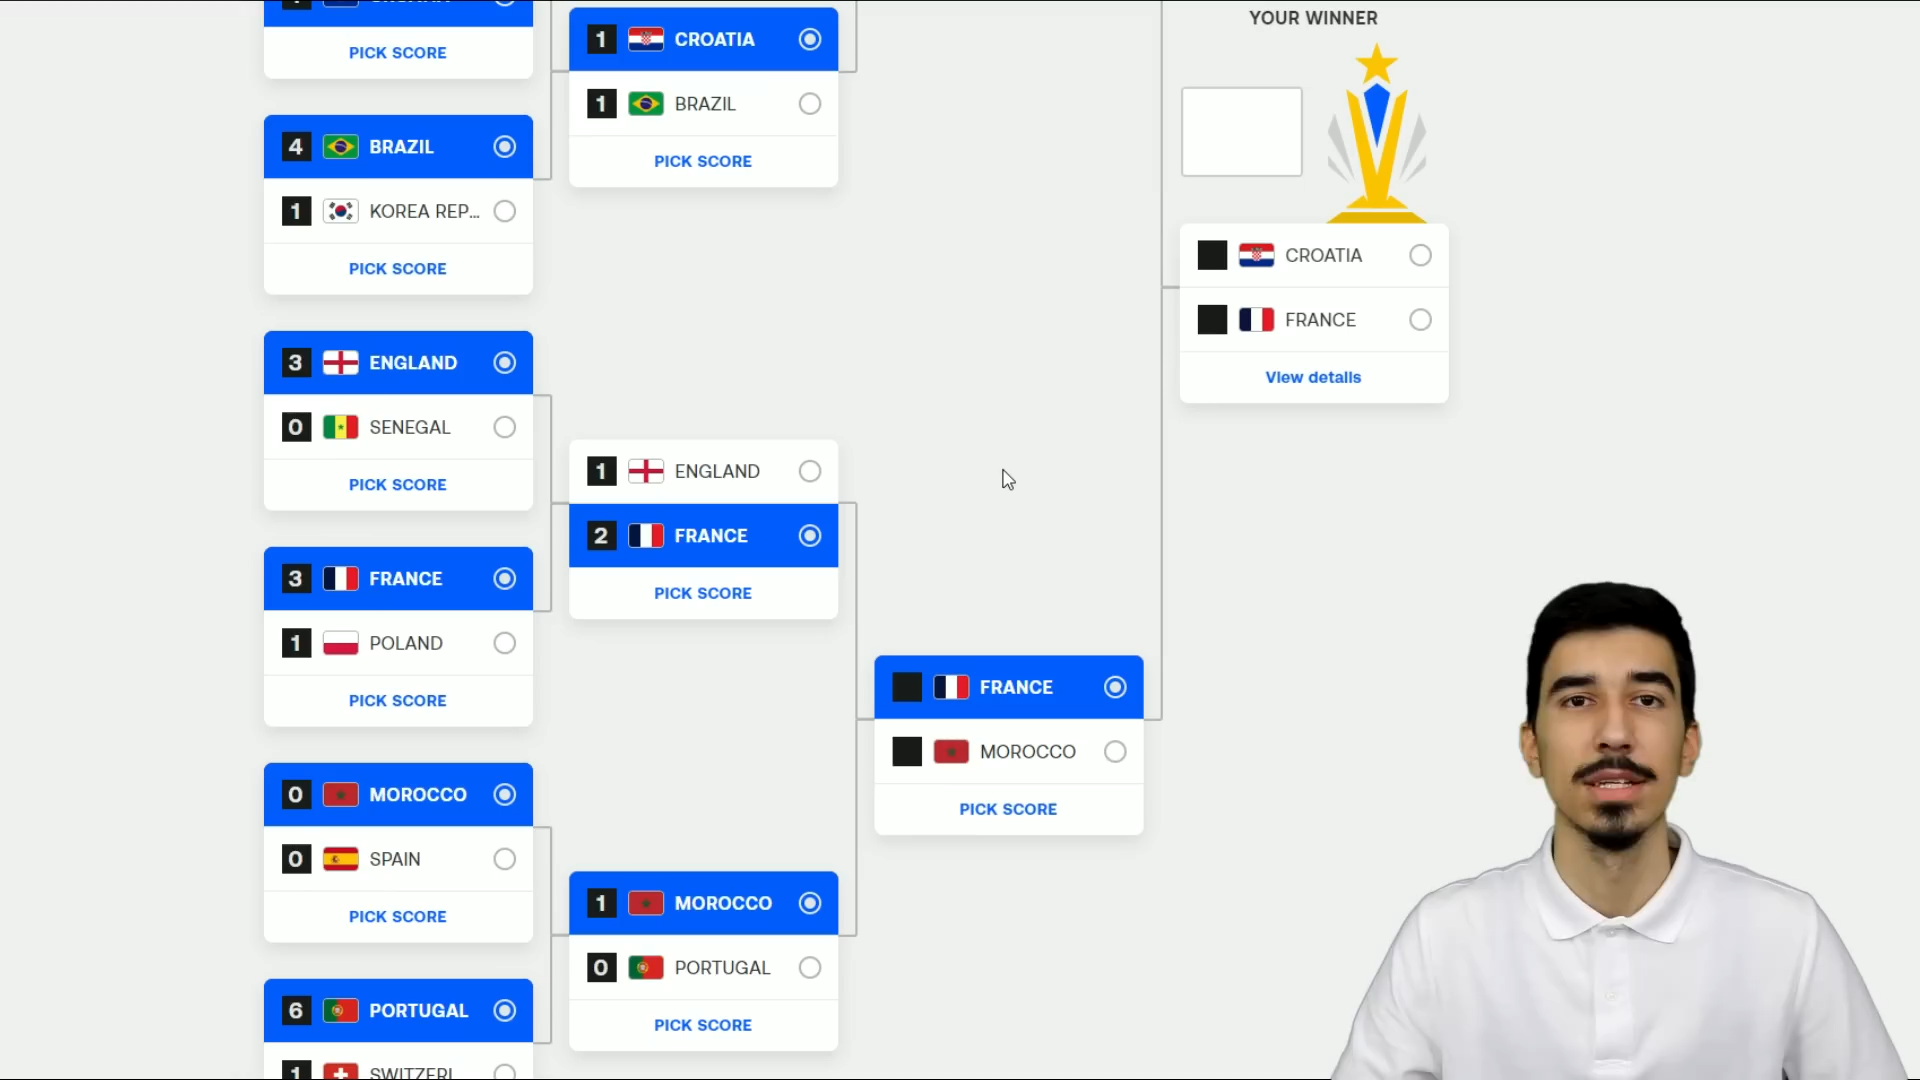 PICK SCORE
4 BRAZIL
1 KOREA REP...
PICK SCORE
3 ENGLAND
0 SENEGAL
PICK SCORE
3 FRANCE
1 POLAND
PICK SCORE
0 MOROCCO
0 SPAIN
PICK SCORE
6 PORTUGAL
1 SWITZERL
1 CROATIA
1 BRAZIL
PICK SCORE
1 ENGLAND
2 FRANCE
PICK SCORE
1 MOROCCO
0 PORTUGAL
PICK SCORE
FRANCE
MOROCCO
PICK SCORE
YOUR WINNER
CROATIA
FRANCE
View details